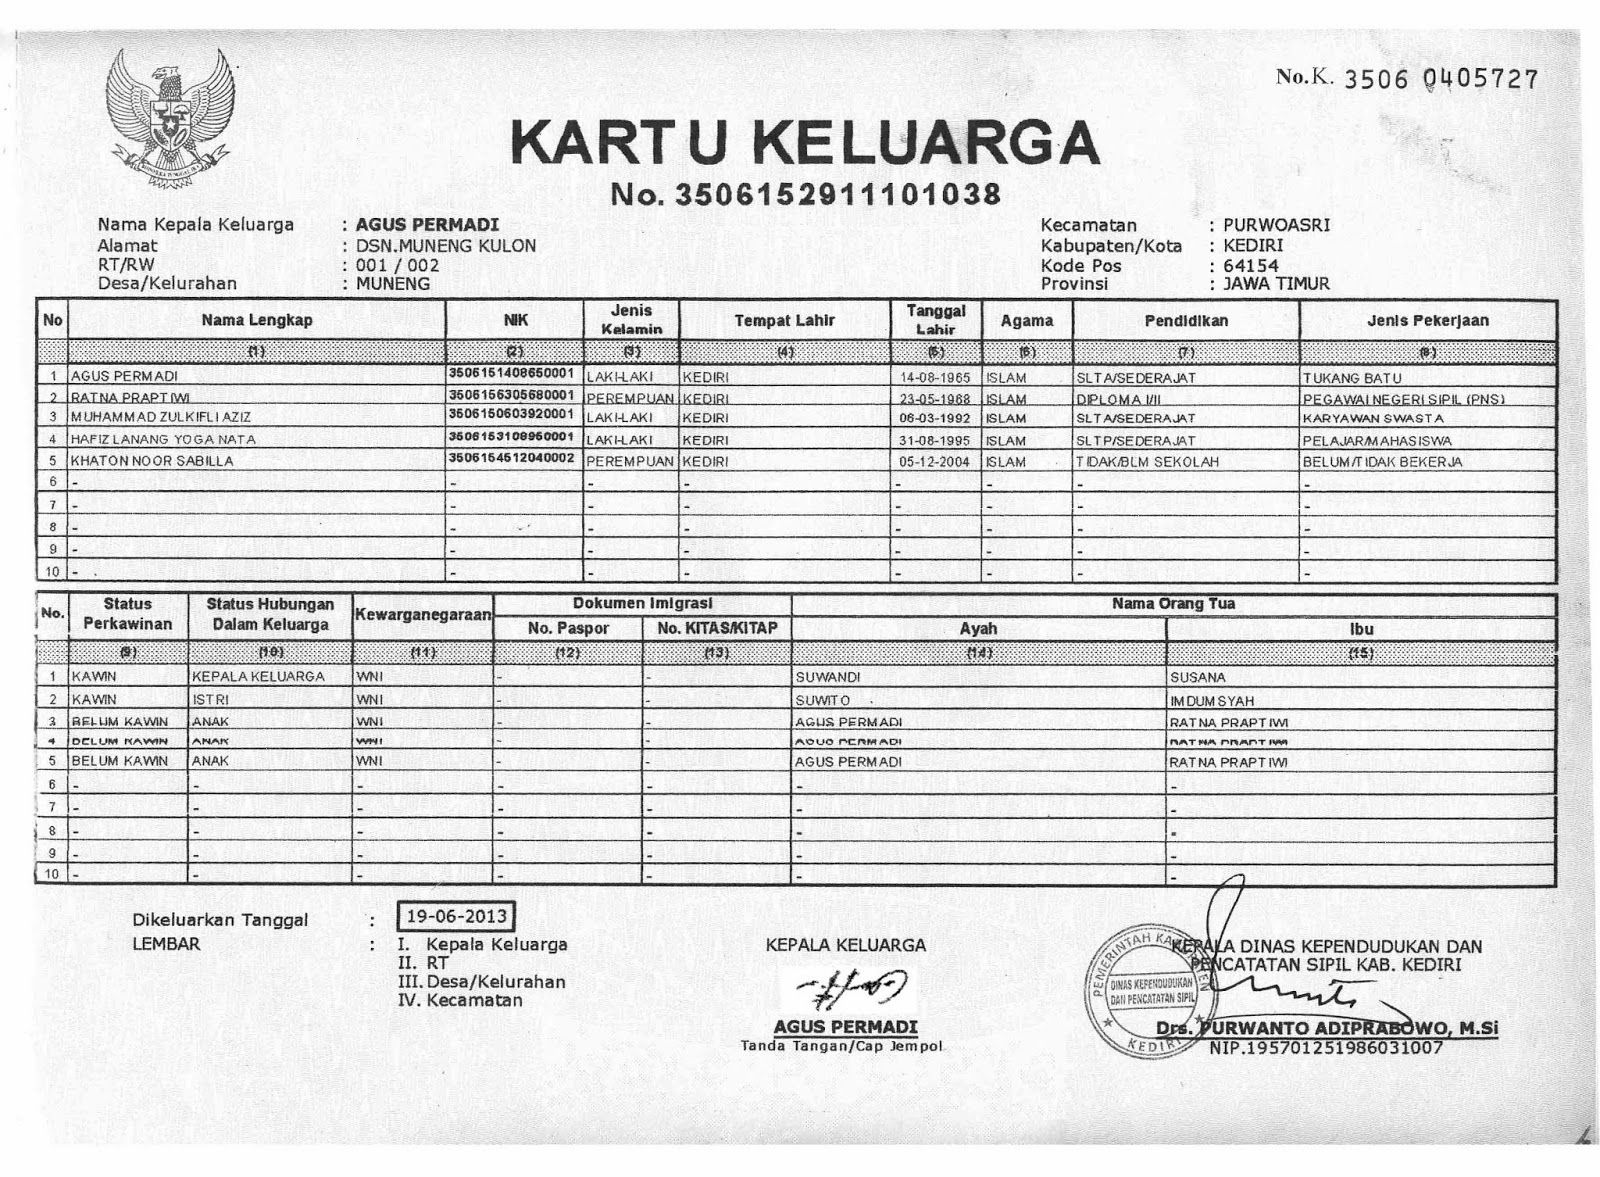 No.K. 3506 0405727
KARTU KELUARGA
No. 3506152911101038
Nama Kepala Keluarga : AGUS PERMADI
Alamat : DSN.MUNENG KULON
RT/RW : 001 / 002
Desa/Kelurahan : MUNENG
Kecamatan : PURWOASRI
Kabupaten/Kota : KEDIRI
Kode Pos : 64154
Provinsi : JAWA TIMUR
No Nama Lengkap NIK Jenis Kelamin Tempat Lahir Tanggal Lahir Agama Pendidikan Jenis Pekerjaan
(1) (2) (3) (4) (5) (6) (7) (8)
1 AGUS PERMADI 3506151408650001 LAKI-LAKI KEDIRI 14-08-1965 ISLAM SLTA/SEDERAJAT TUKANG BATU
2 RATNA PRAPTIWI 3506156305680001 PEREMPUAN KEDIRI 23-05-1968 ISLAM DIPLOMA I/II PEGAWAI NEGERI SIPIL (PNS)
3 MUHAMMAD ZULKIFLI AZIZ 3506150603920001 LAKI-LAKI KEDIRI 06-03-1992 ISLAM SLTA/SEDERAJAT KARYAWAN SWASTA
4 HAFIZ LANANG YOGA NATA 3506153108950001 LAKI-LAKI KEDIRI 31-08-1995 ISLAM SLTP/SEDERAJAT PELAJAR/MAHASISWA
5 KHATON NOOR SABILLA 3506154512040002 PEREMPUAN KEDIRI 05-12-2004 ISLAM TIDAK/BLM SEKOLAH BELUM/TIDAK BEKERJA
6 - - - - - - - -
7 - - - - - - - -
8 - - - - - - - -
9 - - - - - - - -
10 - - - - - - - -
No. Status Perkawinan Status Hubungan Dalam Keluarga Kewarganegaraan Dokumen Imigrasi Nama Orang Tua
No. Paspor No. KITAS/KITAP Ayah Ibu
(9) (10) (11) (12) (13) (14) (15)
1 KAWIN KEPALA KELUARGA WNI - - SUWANDI SUSANA
2 KAWIN ISTRI WNI - - SUWITO IMDUMSYAH
3 BELUM KAWIN ANAK WNI - - AGUS PERMADI RATNA PRAPTIWI
4 BELUM KAWIN ANAK WNI - - AGUS PERMADI RATNA PRAPTIWI
5 BELUM KAWIN ANAK WNI - - AGUS PERMADI RATNA PRAPTIWI
6 - - - - - - -
7 - - - - - - -
8 - - - - - - -
9 - - - - - - -
10 - - - - - - -
Dikeluarkan Tanggal : 19-06-2013
LEMBAR : I. Kepala Keluarga
II. RT
III. Desa/Kelurahan
IV. Kecamatan
KEPALA KELUARGA
AGUS PERMADI
Tanda Tangan/Cap Jempol
KEPALA DINAS KEPENDUDUKAN DAN
PENCATATAN SIPIL KAB. KEDIRI
PEMERINTAH KABUPATEN
DINAS KEPENDUDUKAN
DAN PENCATATAN SIPIL
KEDIRI
Drs. PURWANTO ADIPRABOWO, M.Si
NIP.195701251986031007